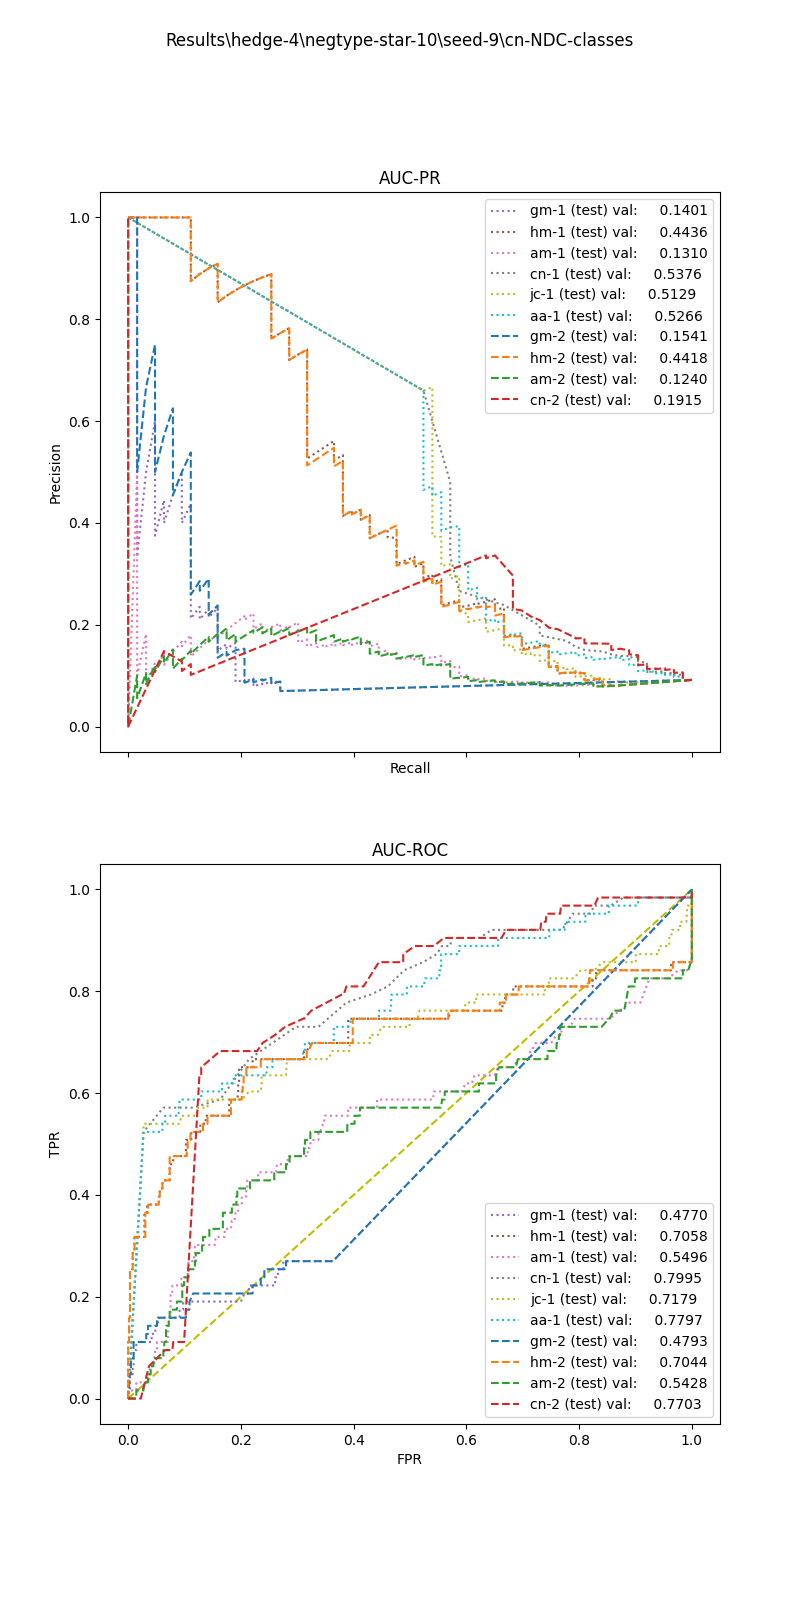 Results\hedge-4\negtype-star-10\seed-9\cn-NDC-classes
AUC-PR
1.0
0.8
0.6
0.4
0.2
0.0
Precision
gm-1 (test) val: 0.1401
hm-1 (test) val: 0.4436
am-1 (test) val: 0.1310
cn-1 (test) val: 0.5376
jc-1 (test) val: 0.5129
aa-1 (test) val: 0.5266
gm-2 (test) val: 0.1541
hm-2 (test) val: 0.4418
am-2 (test) val: 0.1240
cn-2 (test) val: 0.1915
Recall
AUC-ROC
1.0
0.8
0.6
0.4
0.2
0.0
TPR
gm-1 (test) val: 0.4770
hm-1 (test) val: 0.7058
am-1 (test) val: 0.5496
cn-1 (test) val: 0.7995
jc-1 (test) val: 0.7179
aa-1 (test) val: 0.7797
gm-2 (test) val: 0.4793
hm-2 (test) val: 0.7044
am-2 (test) val: 0.5428
cn-2 (test) val: 0.7703
0.0 0.2 0.4 0.6 0.8 1.0
FPR